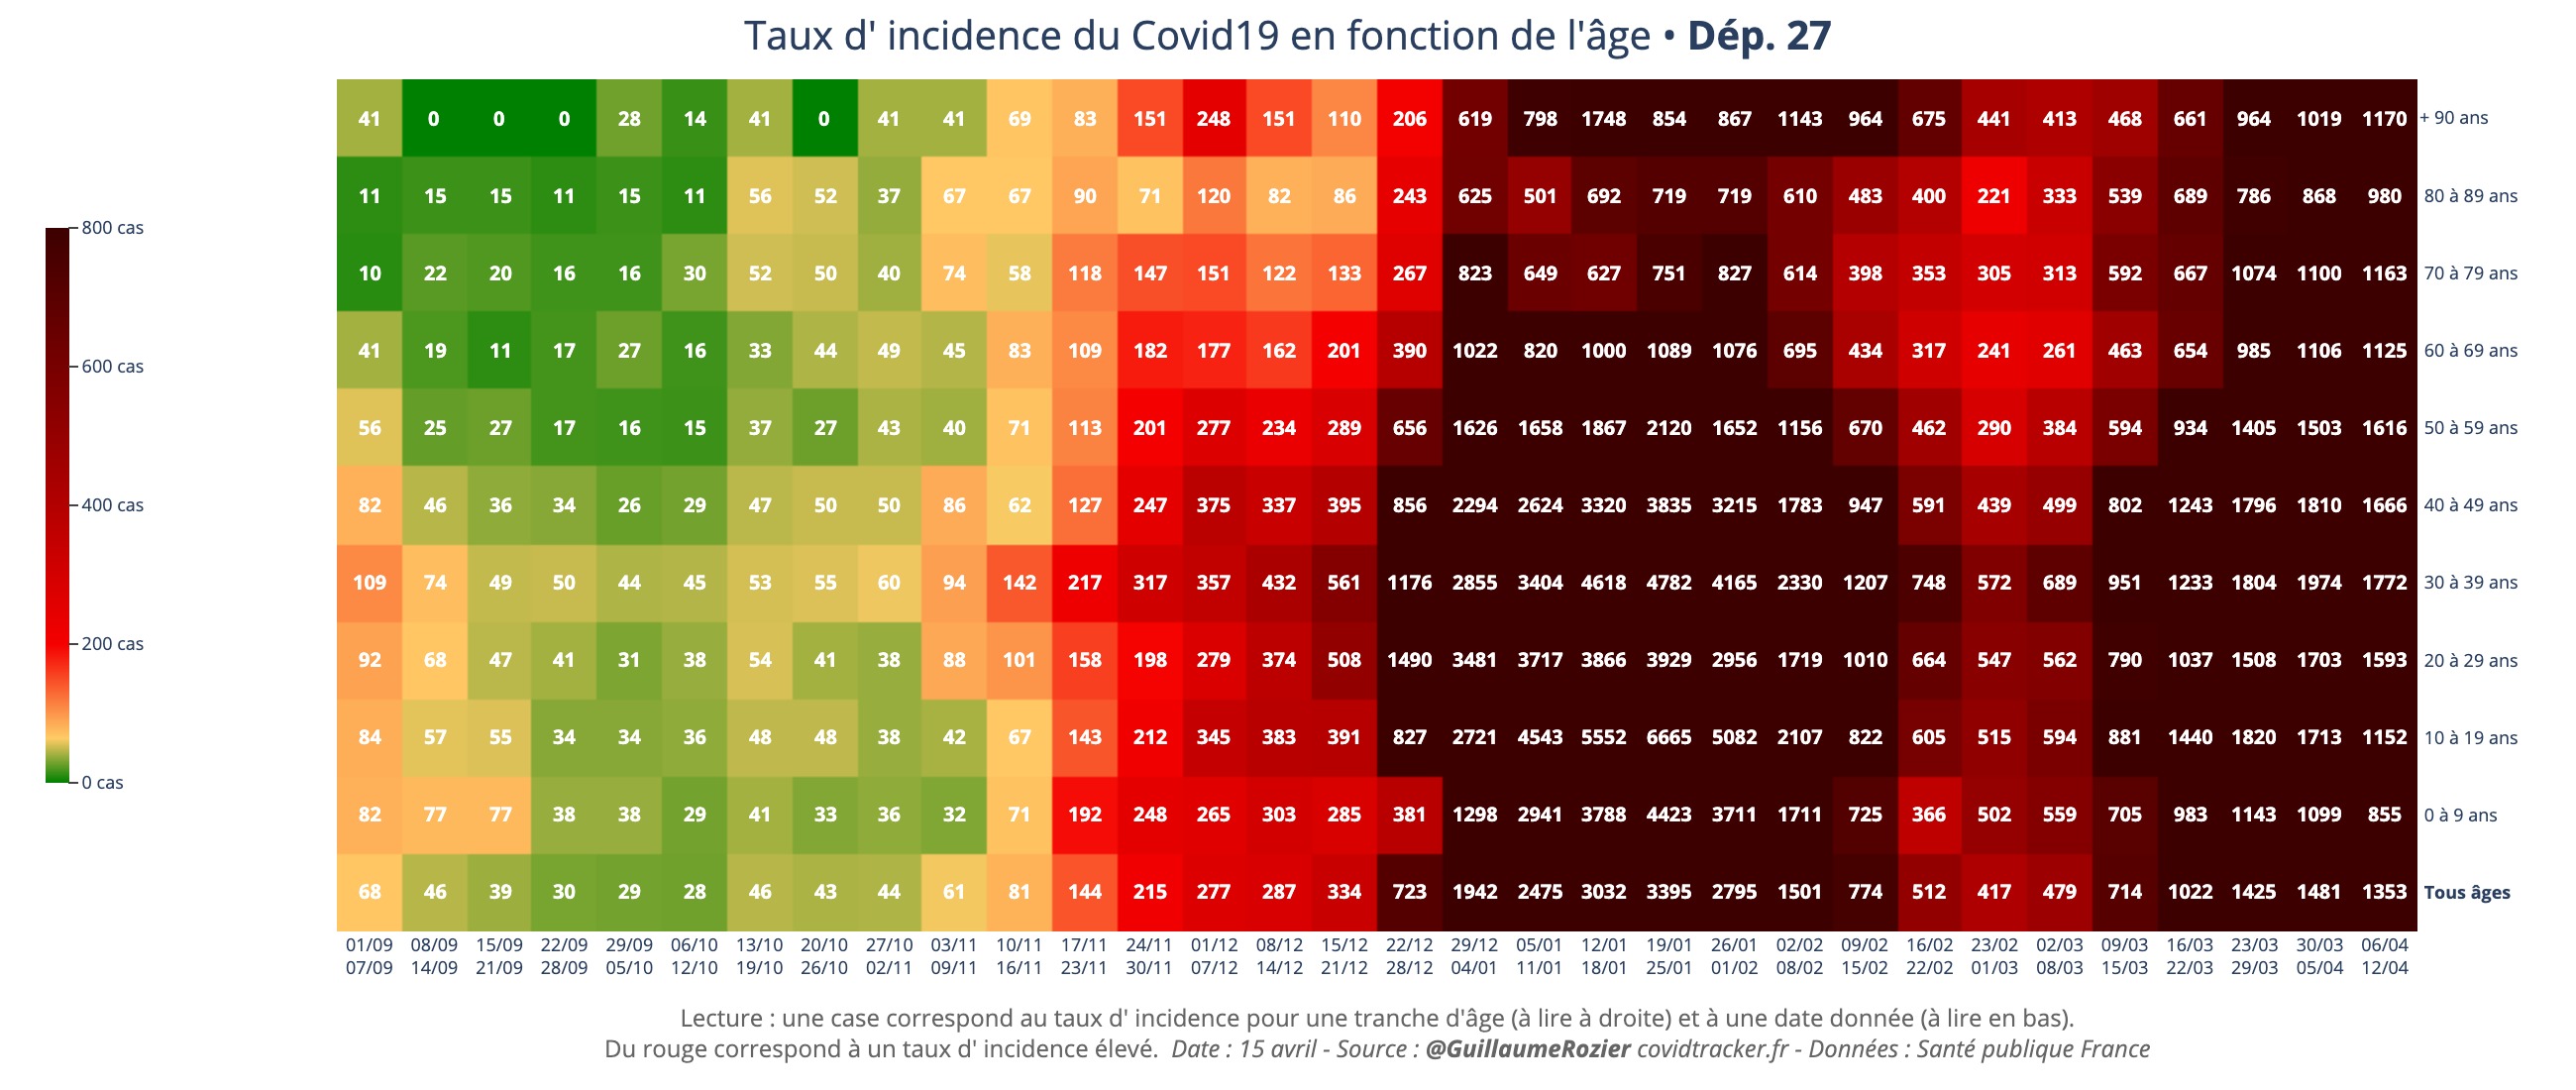 Taux d' incidence du Covid19 en fonction de l'âge • Dép. 27
800 cas
600 cas
400 cas
200 cas
0 cas
41 0 0 0 28 14 41 0 41 41 69 83 151 248 151 110 206 619 798 1748 854 867 1143 964 675 441 413 468 661 964 1019 1170 + 90 ans
11 15 15 11 15 11 56 52 37 67 67 90 71 120 82 86 243 625 501 692 719 719 610 483 400 221 333 539 689 786 868 980 80 à 89 ans
10 22 20 16 16 30 52 50 40 74 58 118 147 151 122 133 267 823 649 627 751 827 614 398 353 305 313 592 667 1074 1100 1163 70 à 79 ans
41 19 11 17 27 16 33 44 49 45 83 109 182 177 162 201 390 1022 820 1000 1089 1076 695 434 317 241 261 463 654 985 1106 1125 60 à 69 ans
56 25 27 17 16 15 37 27 43 40 71 113 201 277 234 289 656 1626 1658 1867 2120 1652 1156 670 462 290 384 594 934 1405 1503 1616 50 à 59 ans
82 46 36 34 26 29 47 50 50 86 62 127 247 375 337 395 856 2294 2624 3320 3835 3215 1783 947 591 439 499 802 1243 1796 1810 1666 40 à 49 ans
109 74 49 50 44 45 53 55 60 94 142 217 317 357 432 561 1176 2855 3404 4618 4782 4165 2330 1207 748 572 689 951 1233 1804 1974 1772 30 à 39 ans
92 68 47 41 31 38 54 41 38 88 101 158 198 279 374 508 1490 3481 3717 3866 3929 2956 1719 1010 664 547 562 790 1037 1508 1703 1593 20 à 29 ans
84 57 55 34 34 36 48 48 38 42 67 143 212 345 383 391 827 2721 4543 5552 6665 5082 2107 822 605 515 594 881 1440 1820 1713 1152 10 à 19 ans
82 77 77 38 38 29 41 33 36 32 71 192 248 265 303 285 381 1298 2941 3788 4423 3711 1711 725 366 502 559 705 983 1143 1099 855 0 à 9 ans
68 46 39 30 29 28 46 43 44 61 81 144 215 277 287 334 723 1942 2475 3032 3395 2795 1501 774 512 417 479 714 1022 1425 1481 1353 Tous âges
01/09 08/09 15/09 22/09 29/09 06/10 13/10 20/10 27/10 03/11 10/11 17/11 24/11 01/12 08/12 15/12 22/12 29/12 05/01 12/01 19/01 26/01 02/02 09/02 16/02 23/02 02/03 09/03 16/03 23/03 30/03 06/04
07/09 14/09 21/09 28/09 05/10 12/10 19/10 26/10 02/11 09/11 16/11 23/11 30/11 07/12 14/12 21/12 28/12 04/01 11/01 18/01 25/01 01/02 08/02 15/02 22/02 01/03 08/03 15/03 22/03 29/03 05/04 12/04
Lecture : une case correspond au taux d' incidence pour une tranche d'âge (à lire à droite) et à une date donnée (à lire en bas).
Du rouge correspond à un taux d' incidence élevé. Date : 15 avril - Source : @GuillaumeRozier covidtracker.fr - Données : Santé publique France